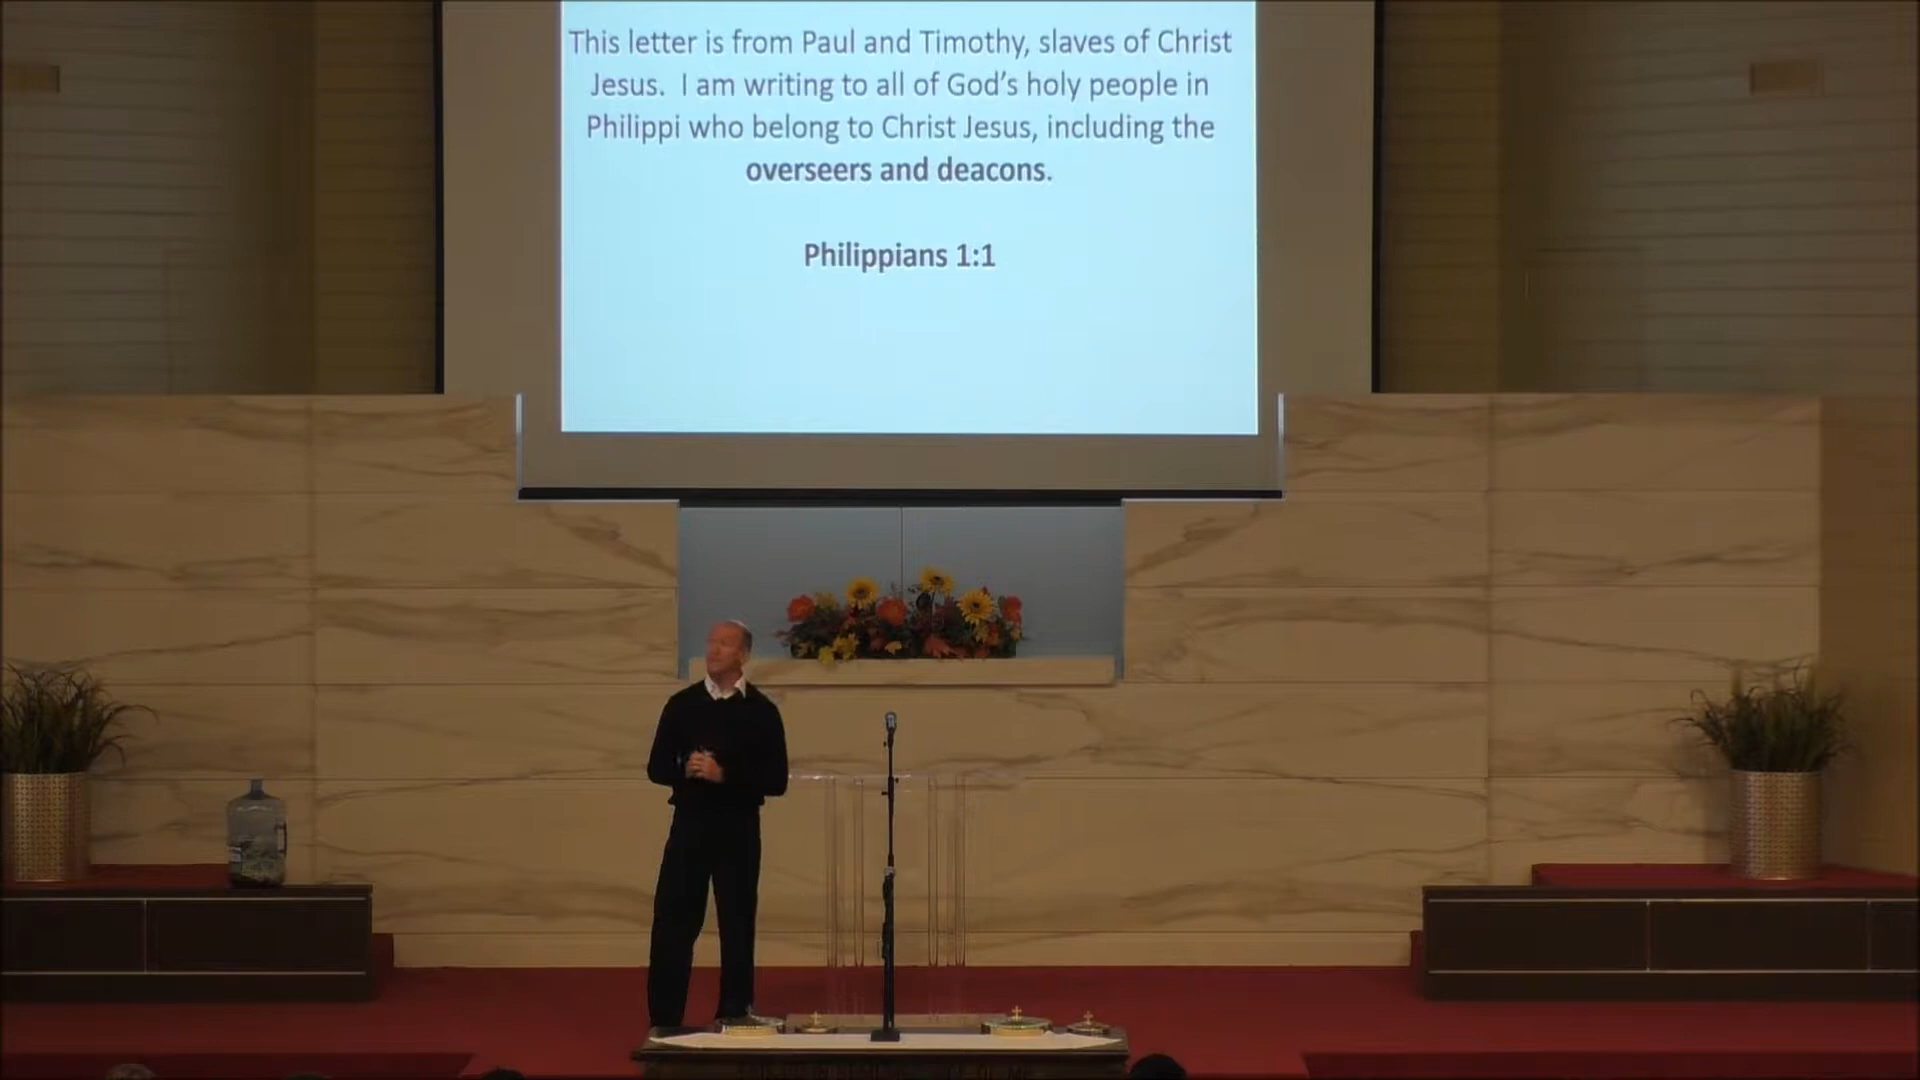 This letter is from Paul and Timothy, slaves of Christ
Jesus.  I am writing to all of God's holy people in
Philippi who belong to Christ Jesus, including the
overseers and deacons.
Philippians 1:1